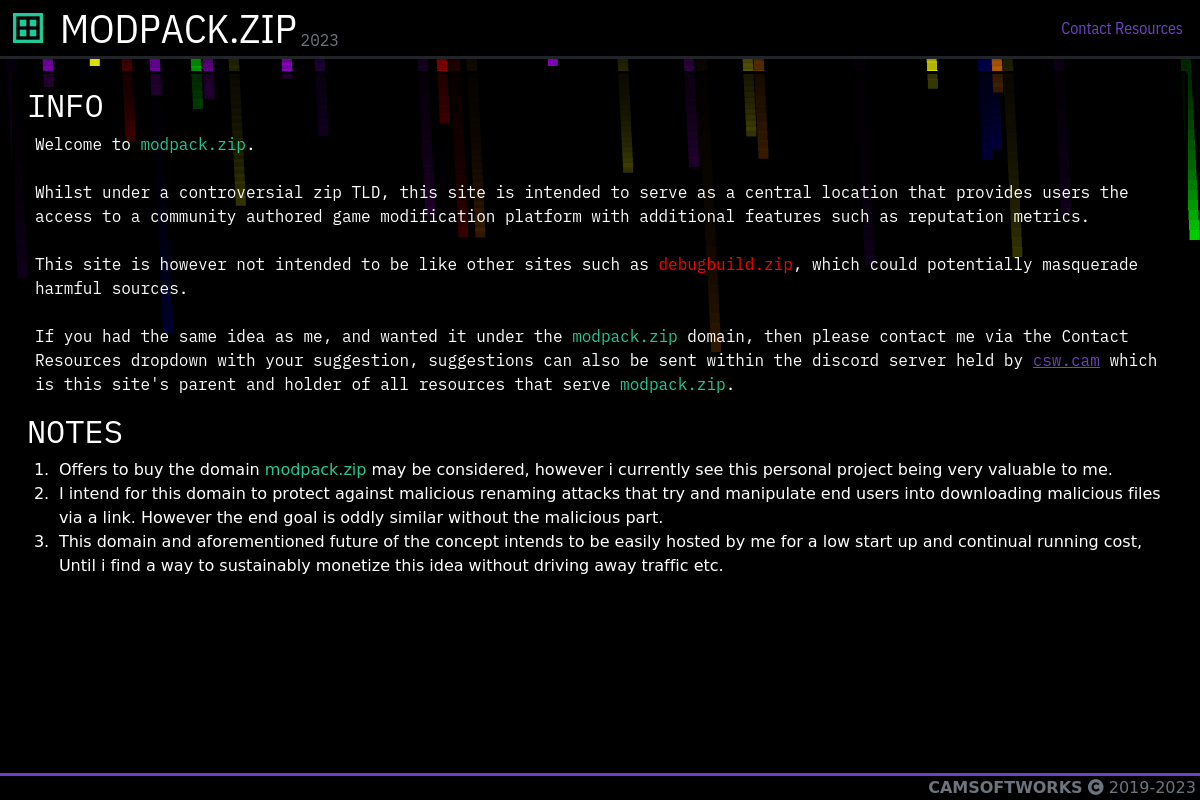 MODPACK.ZIP 2023
Contact Resources
INFO
Welcome to modpack.zip.
Whilst under a controversial zip TLD, this site is intended to serve as a central location that provides users the
access to a community authored game modification platform with additional features such as reputation metrics.
This site is however not intended to be like other sites such as debugbuild.zip, which could potentially masquerade
harmful sources.
If you had the same idea as me, and wanted it under the modpack.zip domain, then please contact me via the Contact
Resources dropdown with your suggestion, suggestions can also be sent within the discord server held by csw.cam which
is this site's parent and holder of all resources that serve modpack.zip.
NOTES
1. Offers to buy the domain modpack.zip may be considered, however i currently see this personal project being very valuable to me.
2. I intend for this domain to protect against malicious renaming attacks that try and manipulate end users into downloading malicious files
via a link. However the end goal is oddly similar without the malicious part.
3. This domain and aforementioned future of the concept intends to be easily hosted by me for a low start up and continual running cost,
Until i find a way to sustainably monetize this idea without driving away traffic etc.
CAMSOFTWORKS © 2019-2023